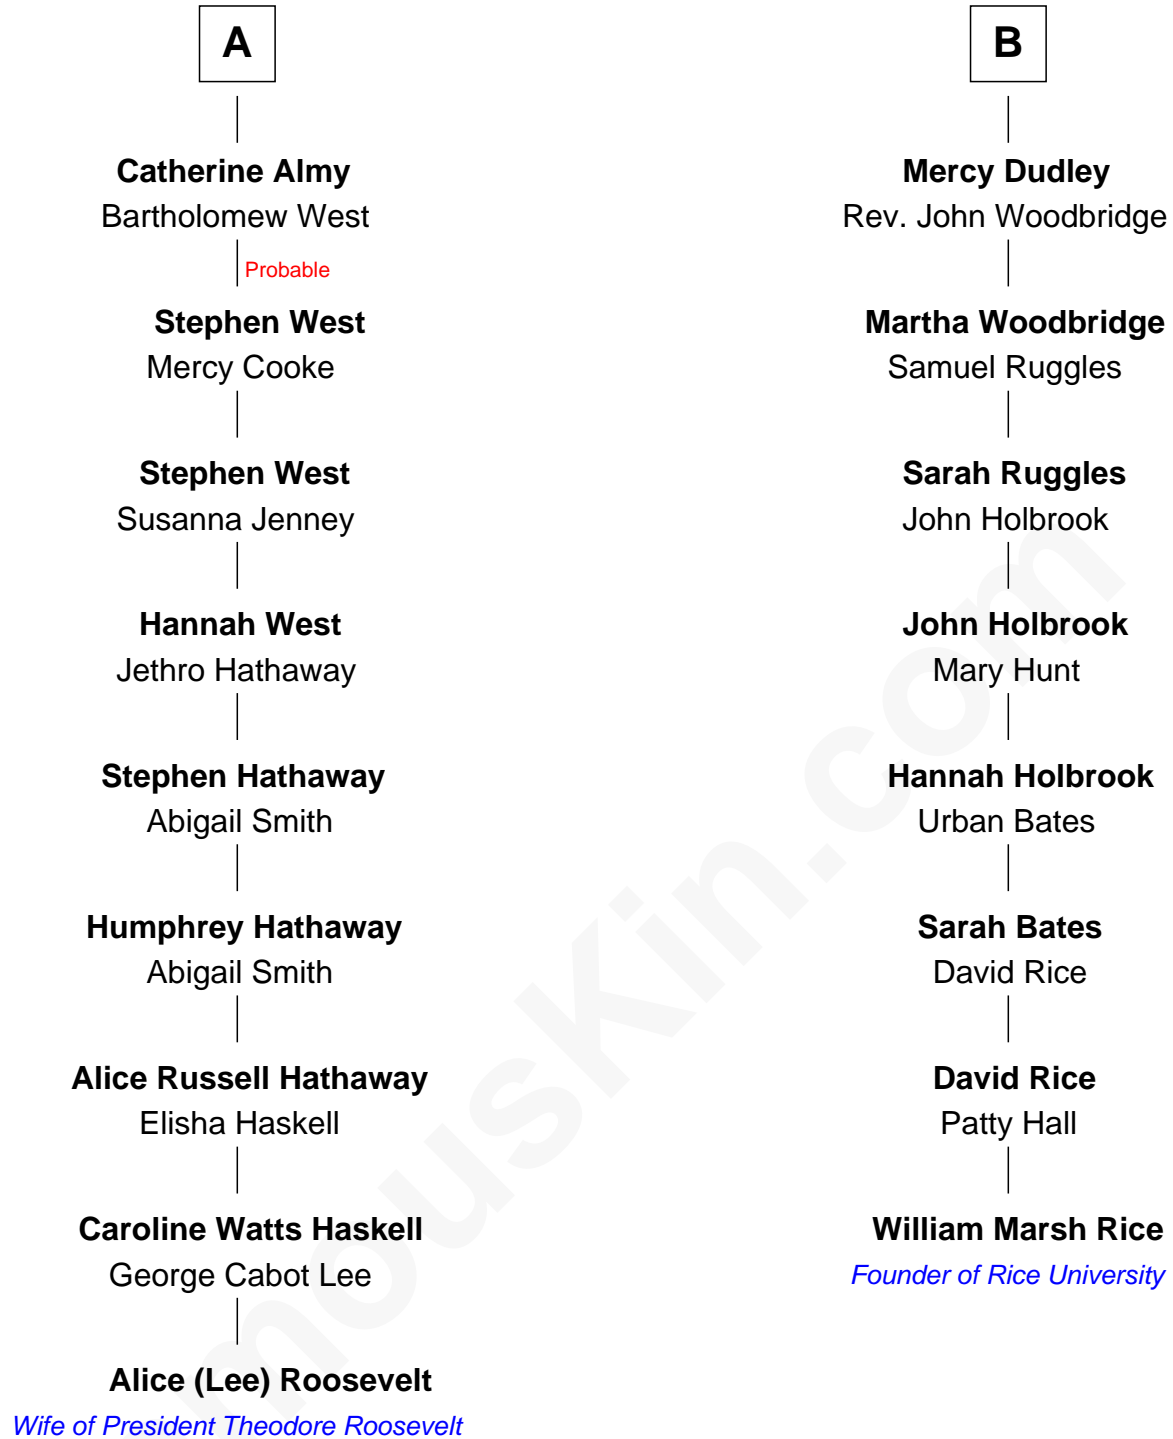 A
Catherine Almy
Bartholomew West
Probable
Stephen West
Mercy Cooke
Stephen West
Susanna Jenney
Hannah West
Jethro Hathaway
Stephen Hathaway
Abigail Smith
Humphrey Hathaway
Abigail Smith
Alice Russell Hathaway
Elisha Haskell
Caroline Watts Haskell
George Cabot Lee
Alice (Lee) Roosevelt
Wife of President Theodore Roosevelt
B
Mercy Dudley
Rev. John Woodbridge
Martha Woodbridge
Samuel Ruggles
Sarah Ruggles
John Holbrook
John Holbrook
Mary Hunt
Hannah Holbrook
Urban Bates
Sarah Bates
David Rice
David Rice
Patty Hall
William Marsh Rice
Founder of Rice University
mousKin.com